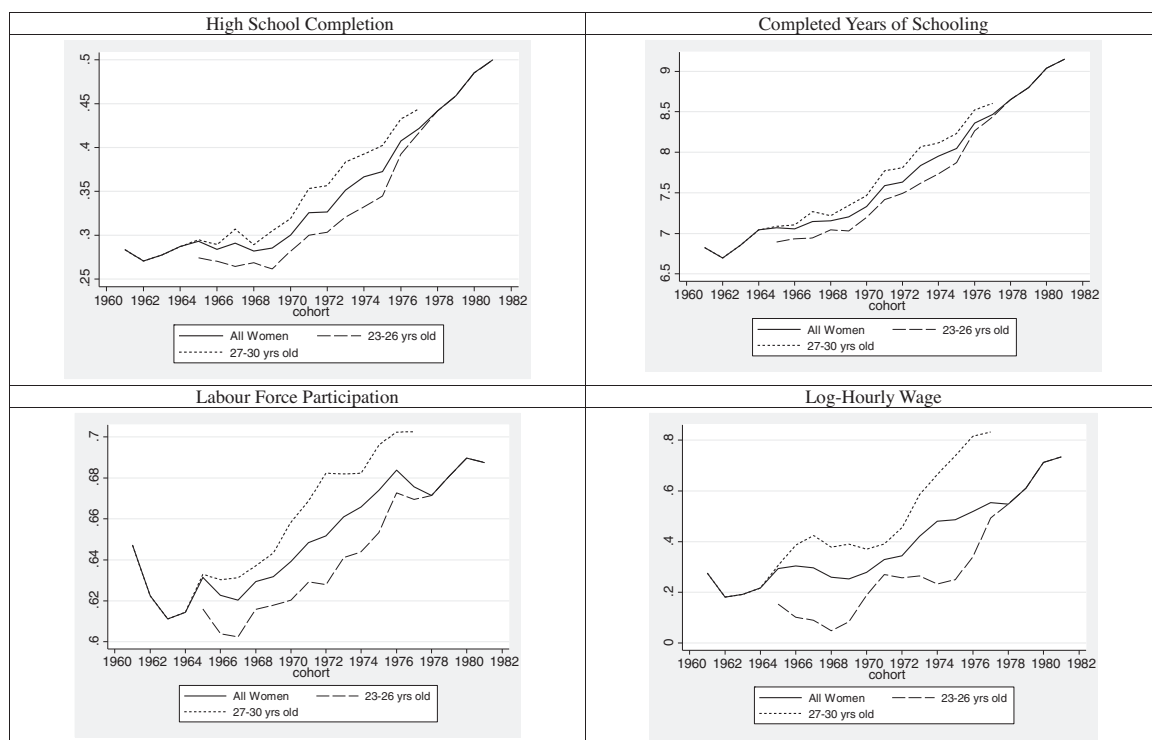 High School Completion
.5
.45
.4
.35
.3
.25
1960 1962 1964 1966 1968 1970 1972 1974 1976 1978 1980 1982
cohort
All Women 23-26 yrs old
27-30 yrs old
Completed Years of Schooling
9
8.5
8
7.5
7
6.5
1960 1962 1964 1966 1968 1970 1972 1974 1976 1978 1980 1982
cohort
All Women 23-26 yrs old
27-30 yrs old
Labour Force Participation
.7
.68
.66
.64
.62
.6
1960 1962 1964 1966 1968 1970 1972 1974 1976 1978 1980 1982
cohort
All Women 23-26 yrs old
27-30 yrs old
Log-Hourly Wage
.8
.6
.4
.2
0
1960 1962 1964 1966 1968 1970 1972 1974 1976 1978 1980 1982
cohort
All Women 23-26 yrs old
27-30 yrs old